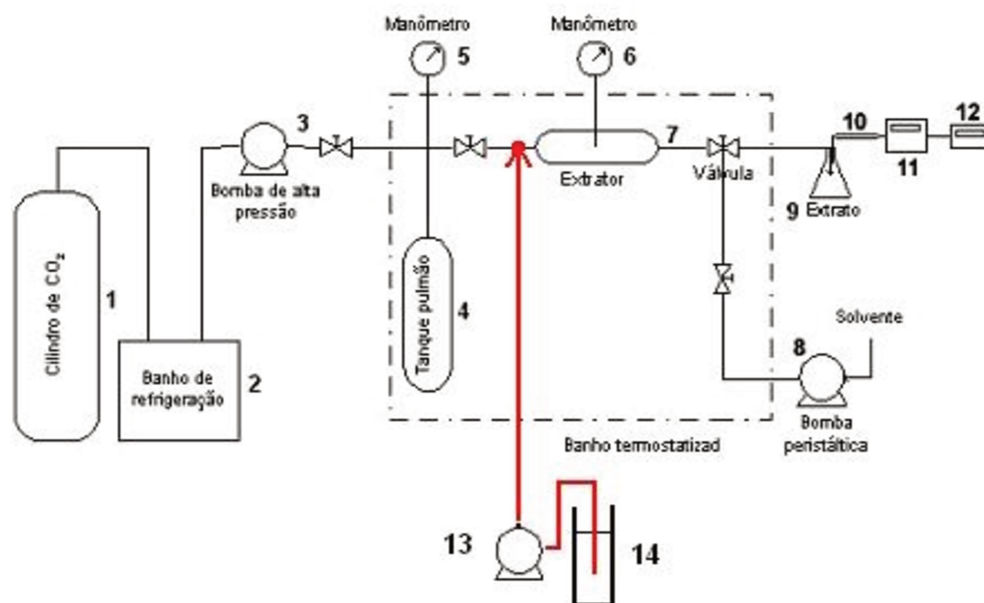 Manômetro
5
Manômetro
6
3
Bomba de alta
pressão
Cilindro de CO₂
1
Banho de
refrigeração
2
Tanque pulmão
4
Extrator
7
Válvula
10
11
12
9
Extrato
Solvente
8
Bomba
peristáltica
Banho termostatizad
13
14